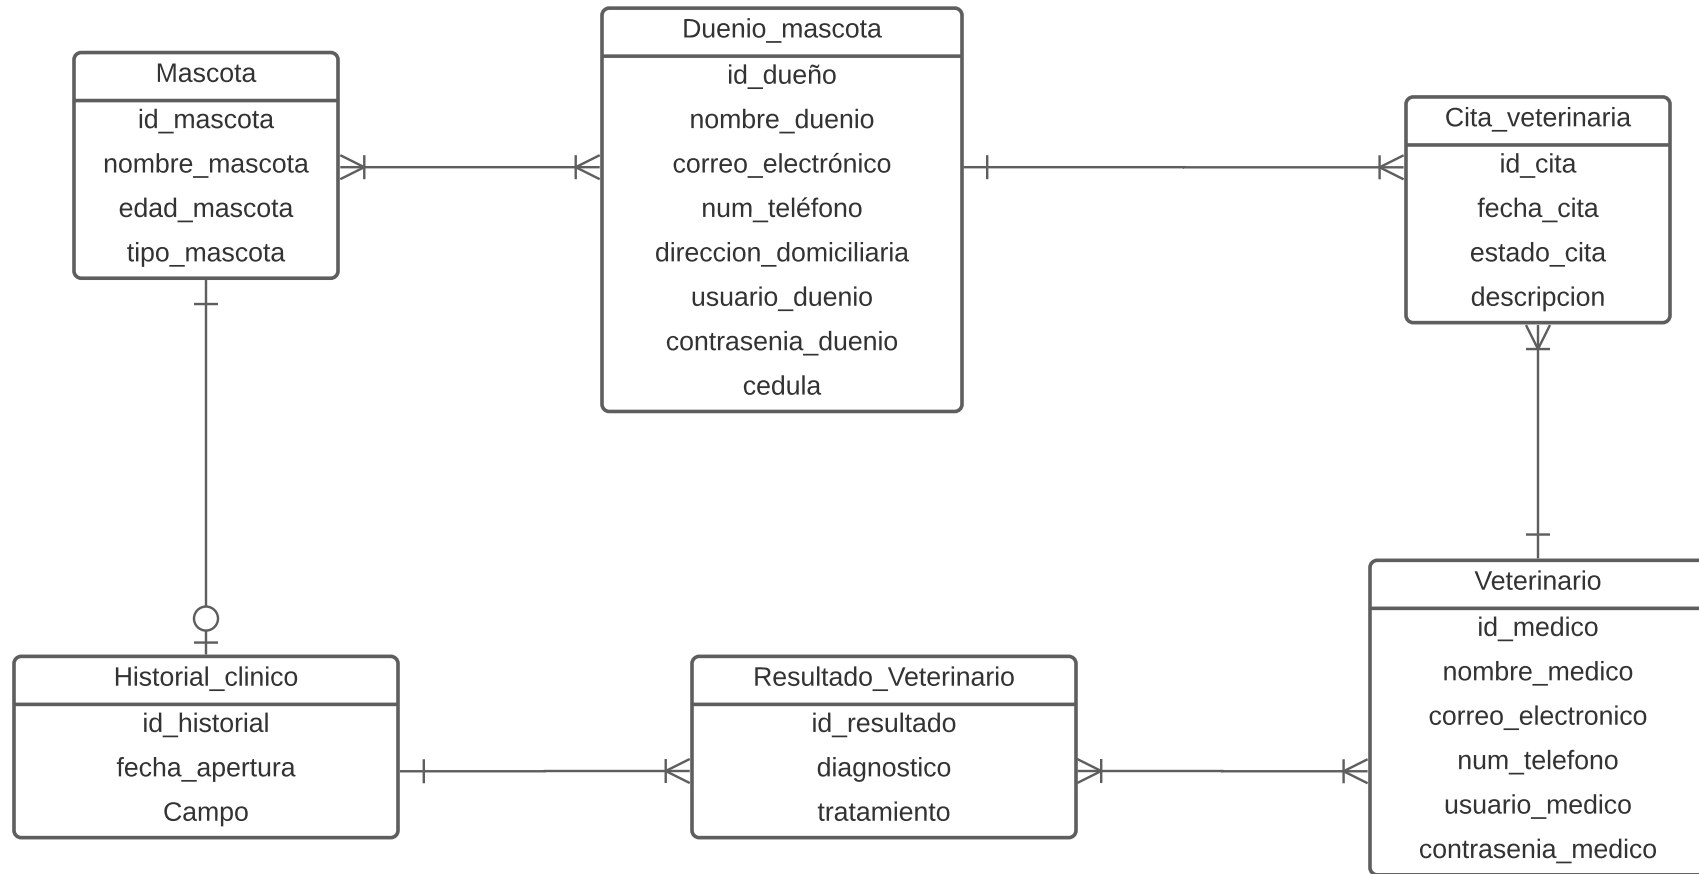 Mascota
id_mascota
nombre_mascota
edad_mascota
tipo_mascota
Duenio_mascota
id_dueño
nombre_duenio
correo_electrónico
num_teléfono
direccion_domiciliaria
usuario_duenio
contrasenia_duenio
cedula
Cita_veterinaria
id_cita
fecha_cita
estado_cita
descripcion
Historial_clinico
id_historial
fecha_apertura
Campo
Resultado_Veterinario
id_resultado
diagnostico
tratamiento
Veterinario
id_medico
nombre_medico
correo_electronico
num_telefono
usuario_medico
contrasenia_medico